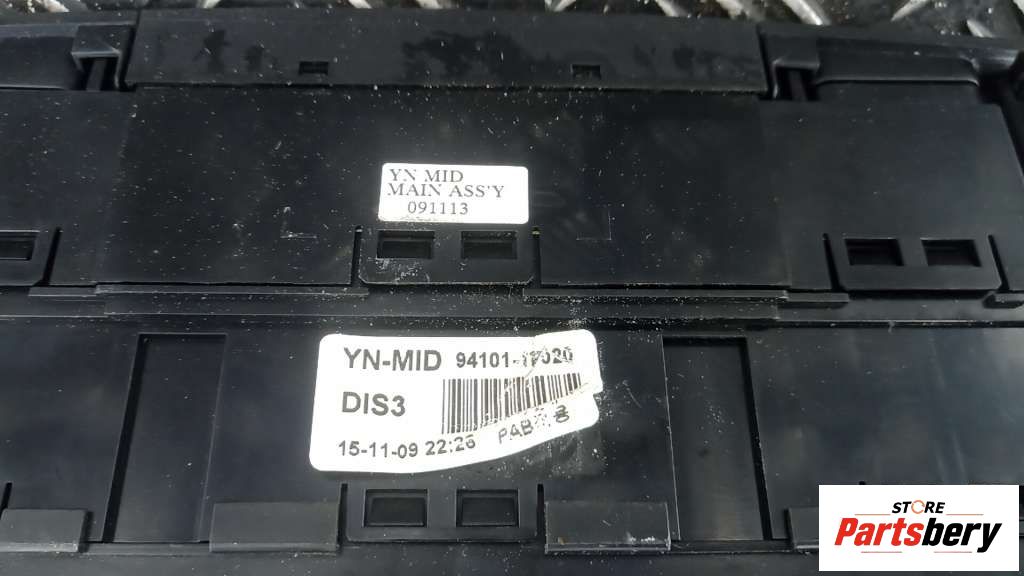 YN MID
MAIN ASS'Y
091113
YN-MID
DIS3
15-11-09 22:26
STORE
Partsbery